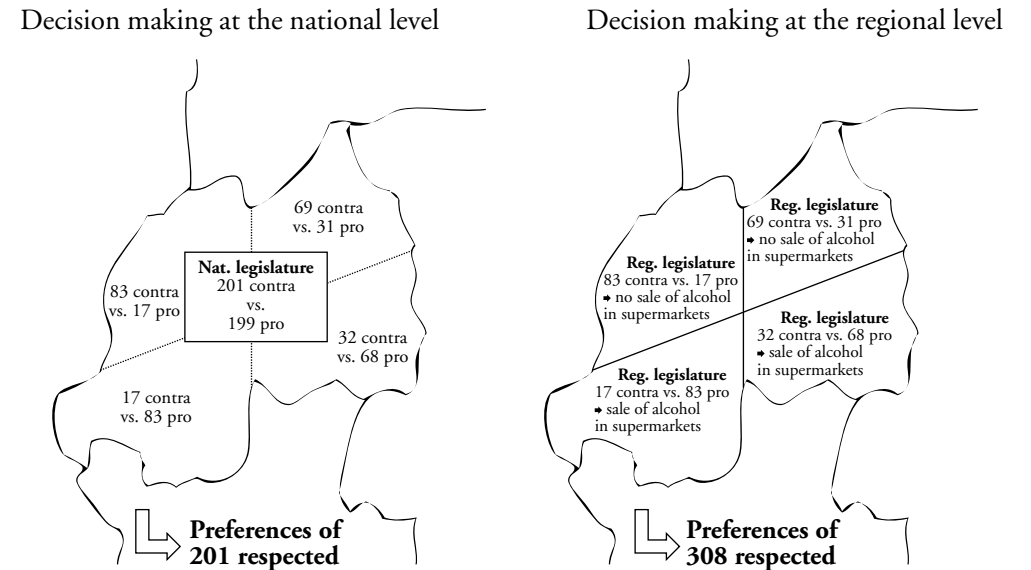 Decision making at the national level
69 contra
vs. 31 pro
Nat. legislature
201 contra
vs.
199 pro
83 contra
vs. 17 pro
32 contra
vs. 68 pro
17 contra
vs. 83 pro
Preferences of
201 respected
Decision making at the regional level
Reg. legislature
69 contra vs. 31 pro
➡ no sale of alcohol
in supermarkets
Reg. legislature
83 contra vs. 17 pro
➡ no sale of alcohol
in supermarkets
Reg. legislature
32 contra vs. 68 pro
➡ sale of alcohol
in supermarkets
Reg. legislature
17 contra vs. 83 pro
➡ sale of alcohol
in supermarkets
Preferences of
308 respected